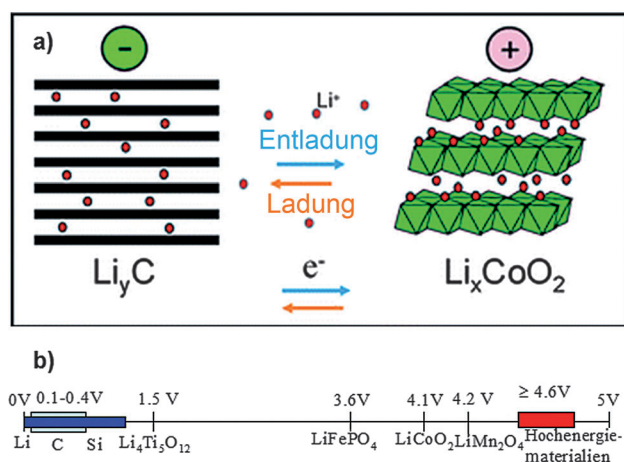 a)
-
+
Li⁺
Entladung
Ladung
LiyC
e⁻
LixCoO₂
b)
0V 0.1-0.4V 1.5 V 3.6V 4.1V 4.2 V ≥ 4.6V 5V
Li C Si Li₄Ti₅O₁₂ LiFePO₄ LiCoO₂ LiMn₂O₄ Hochenergie-
materialien